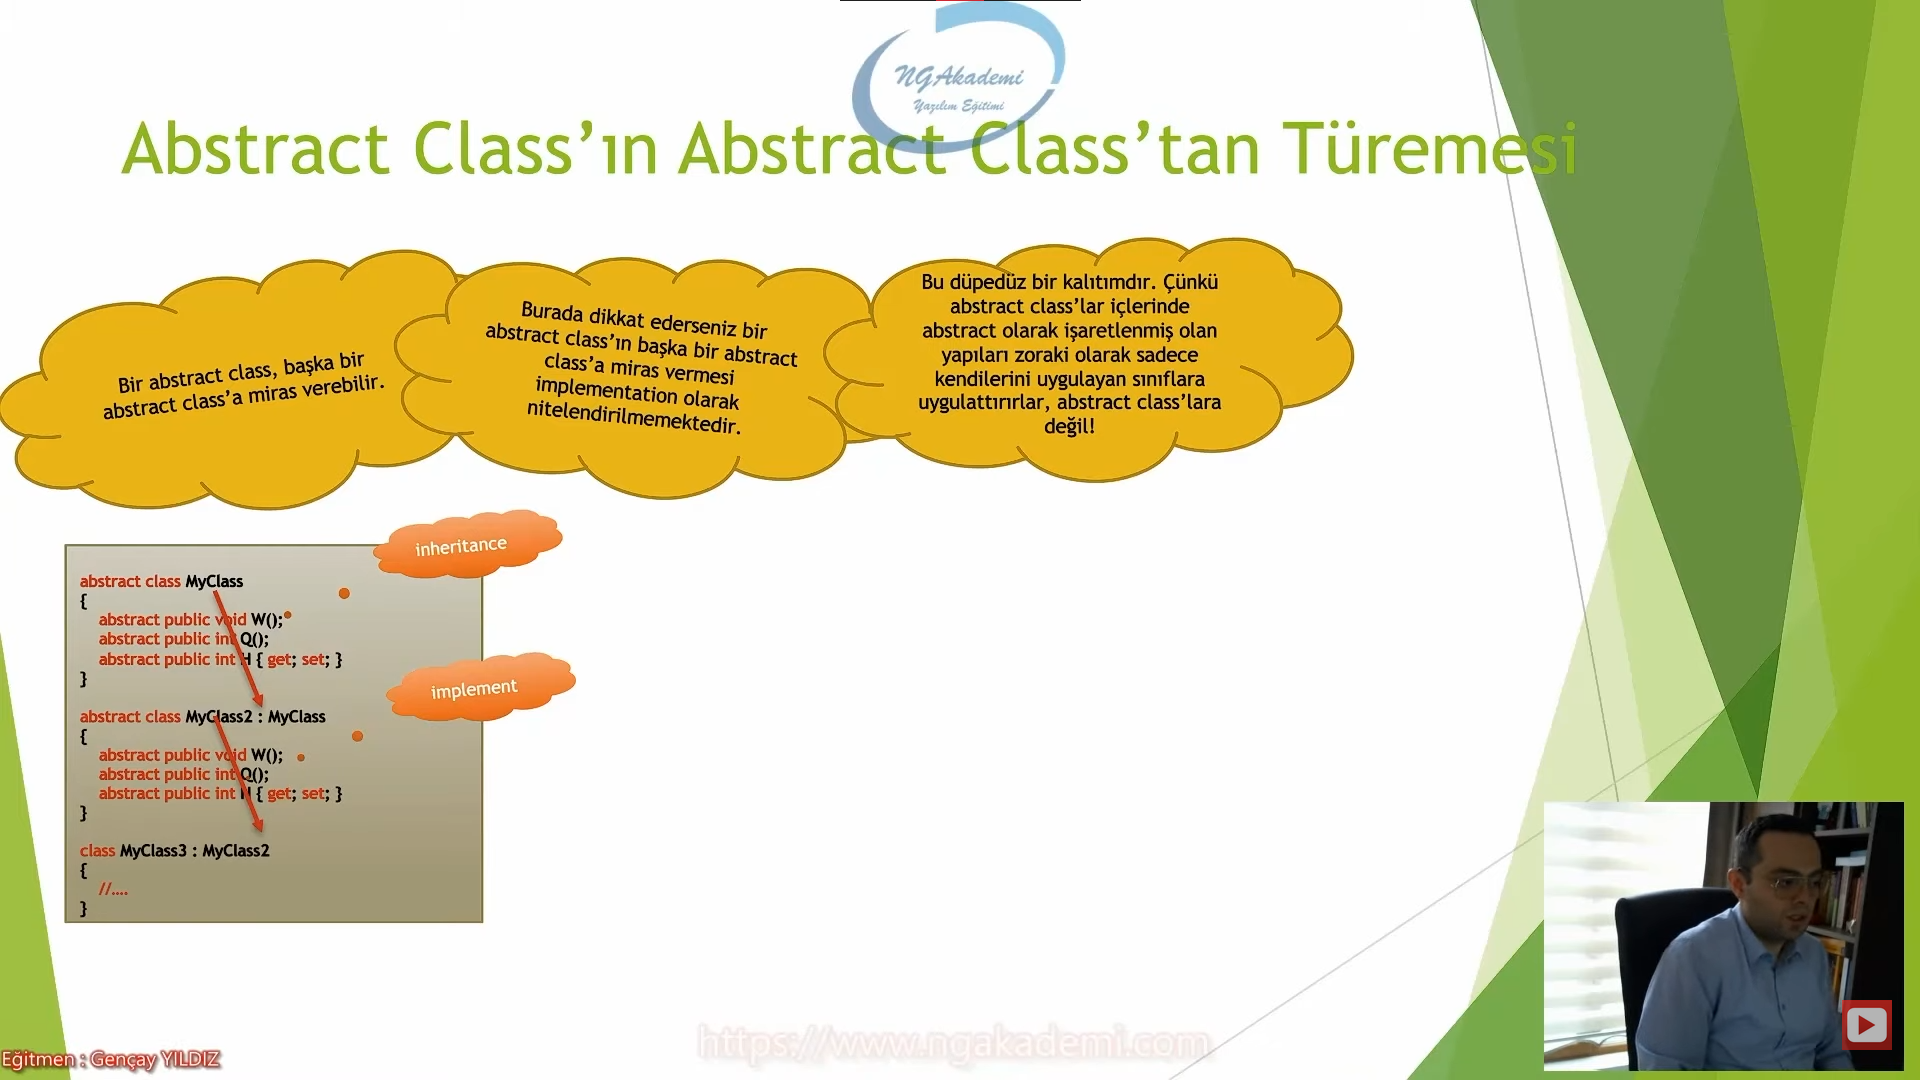 NGAkademi
Yazılım Eğitimi
Abstract Class’ın Abstract Class’tan Türemesi
Bir abstract class, başka bir
abstract class’a miras verebilir.
Burada dikkat ederseniz bir
abstract class’ın başka bir abstract
class’a miras vermesi
implementation olarak
nitelendirilmemektedir.
Bu düpedüz bir kalıtımdır. Çünkü
abstract class’lar içlerinde
abstract olarak işaretlenmiş olan
yapıları zoraki olarak sadece
kendilerini uygulayan sınıflara
uygulattırırlar, abstract class’lara
değil!
inheritance
abstract class MyClass
{
abstract public void W();
abstract public int Q();
abstract public int H { get; set; }
}
implement
abstract class MyClass2 : MyClass
{
abstract public void W();
abstract public int Q();
abstract public int H { get; set; }
}
class MyClass3 : MyClass2
{
//....
}
https://www.ngakademi.com
Eğitmen : Gençay YILDIZ